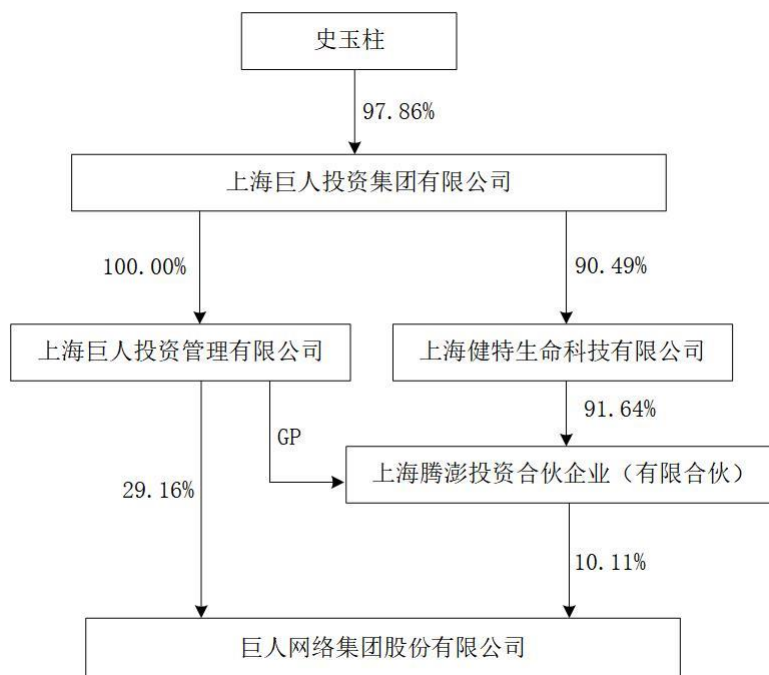 史玉柱
97.86%
上海巨人投资集团有限公司
100.00%
90.49%
上海巨人投资管理有限公司
上海健特生命科技有限公司
91.64%
GP
上海腾澎投资合伙企业（有限合伙）
29.16%
10.11%
巨人网络集团股份有限公司